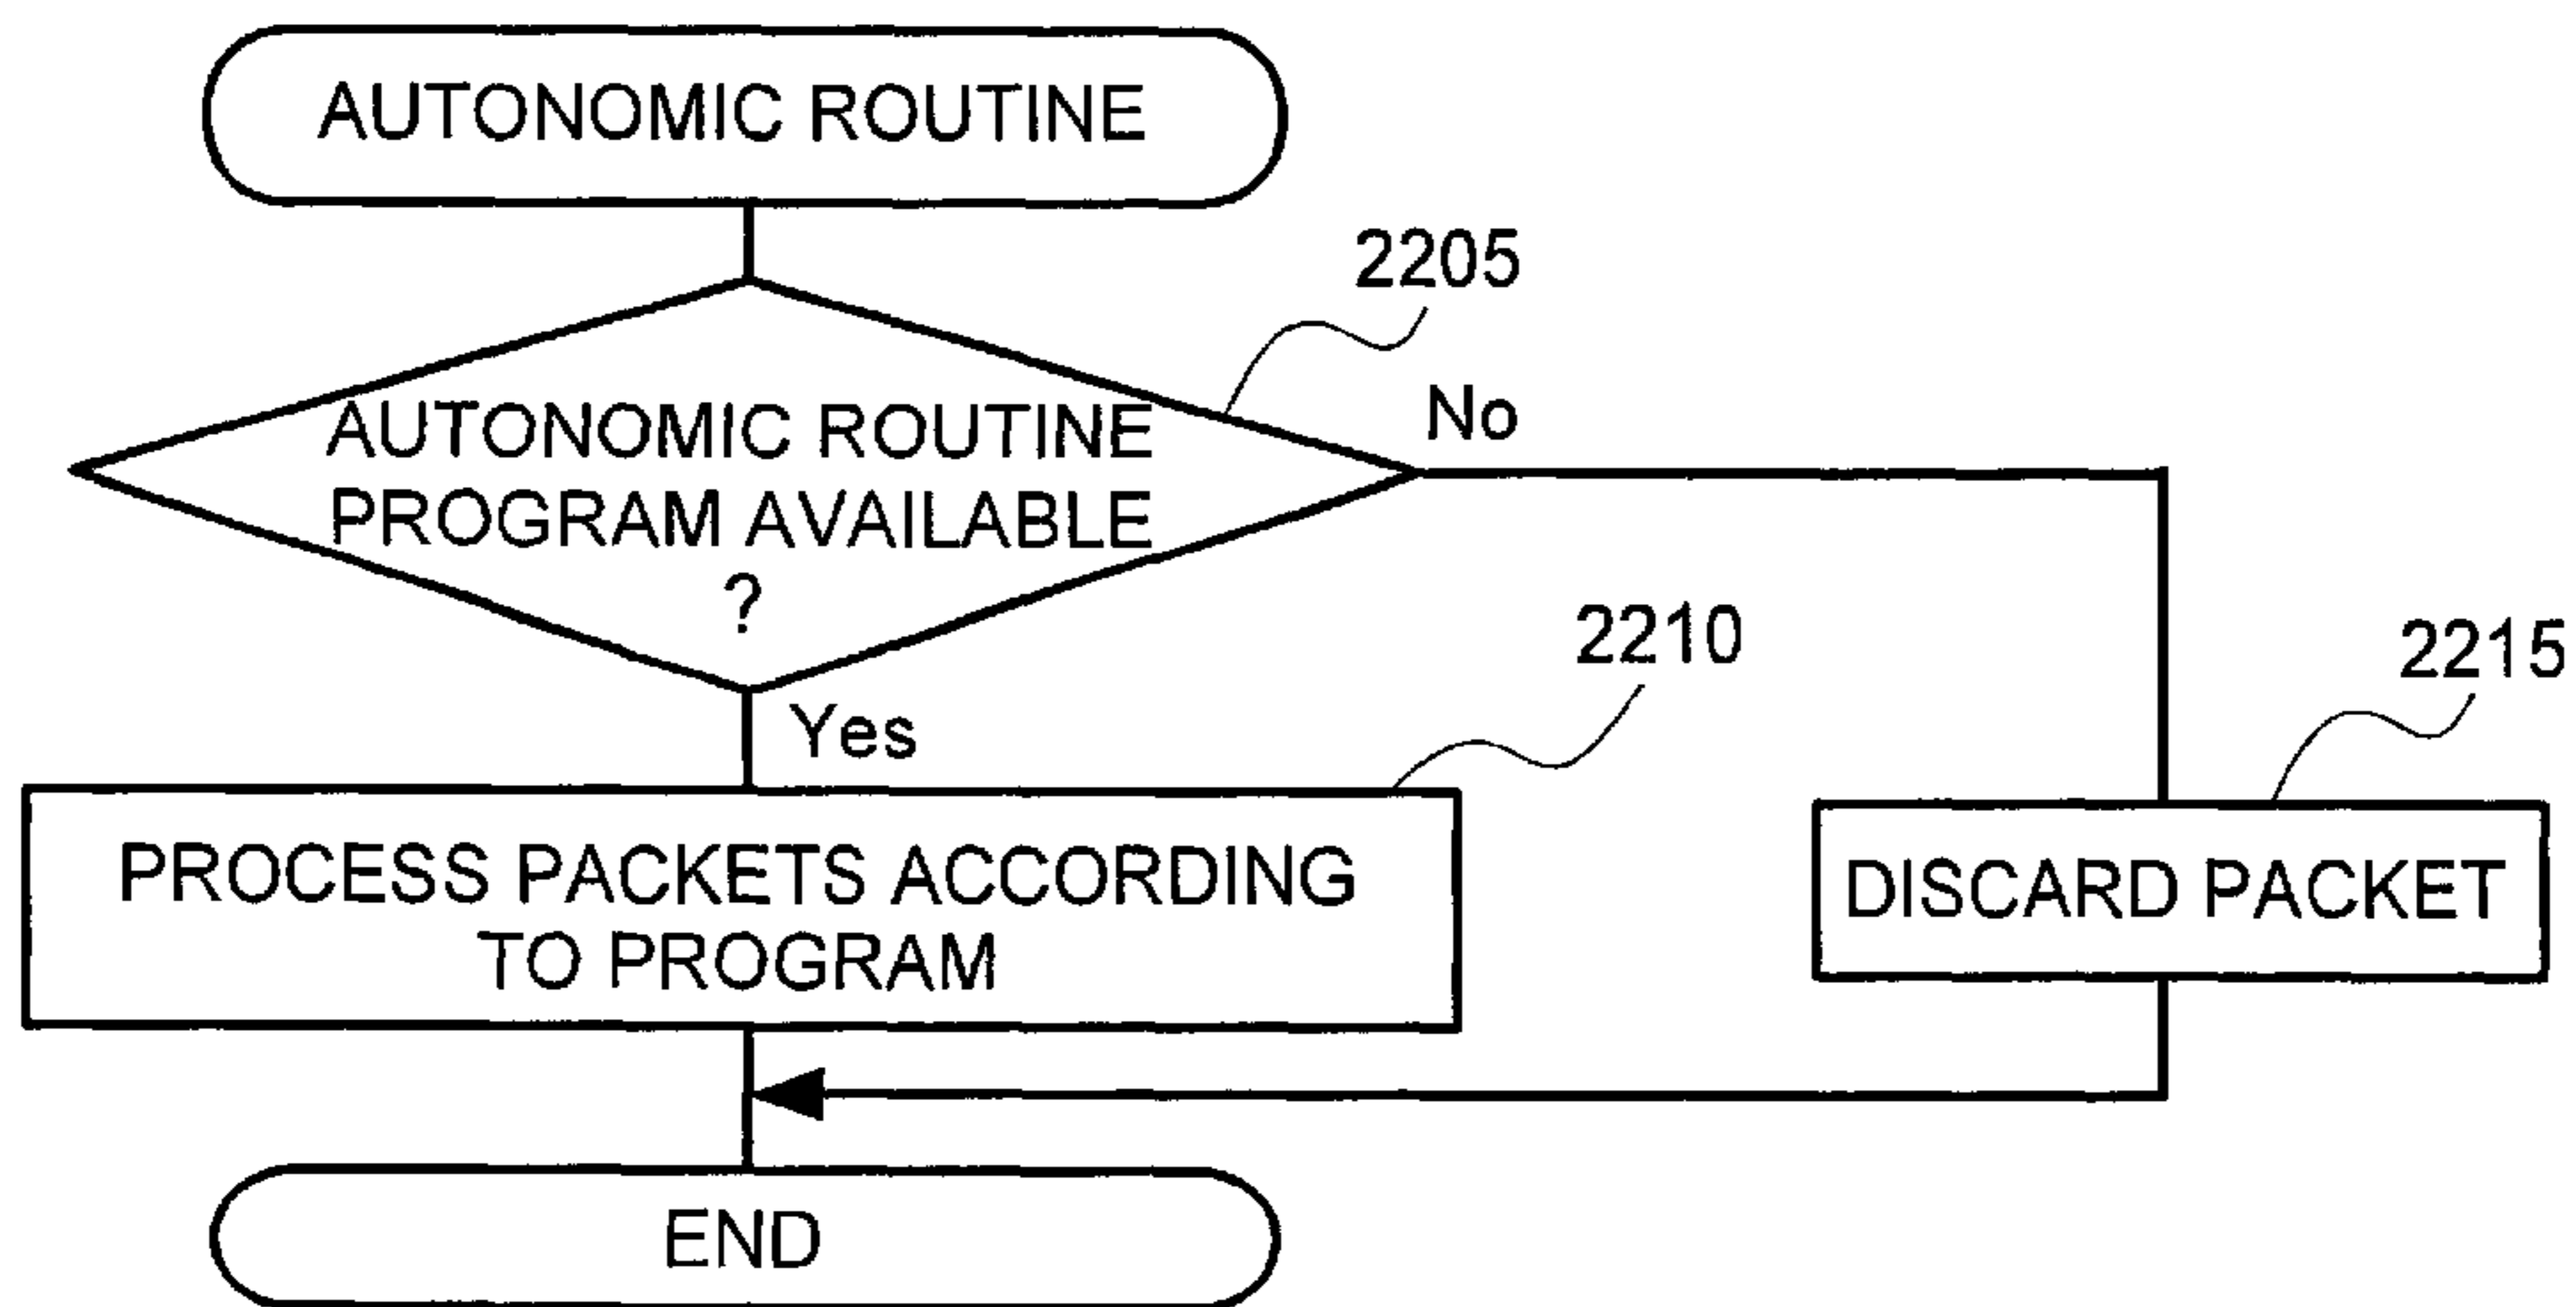 AUTONOMIC ROUTINE
2205
AUTONOMIC ROUTINE
PROGRAM AVAILABLE
?
No
Yes
2210
2215
PROCESS PACKETS ACCORDING
TO PROGRAM
DISCARD PACKET
END